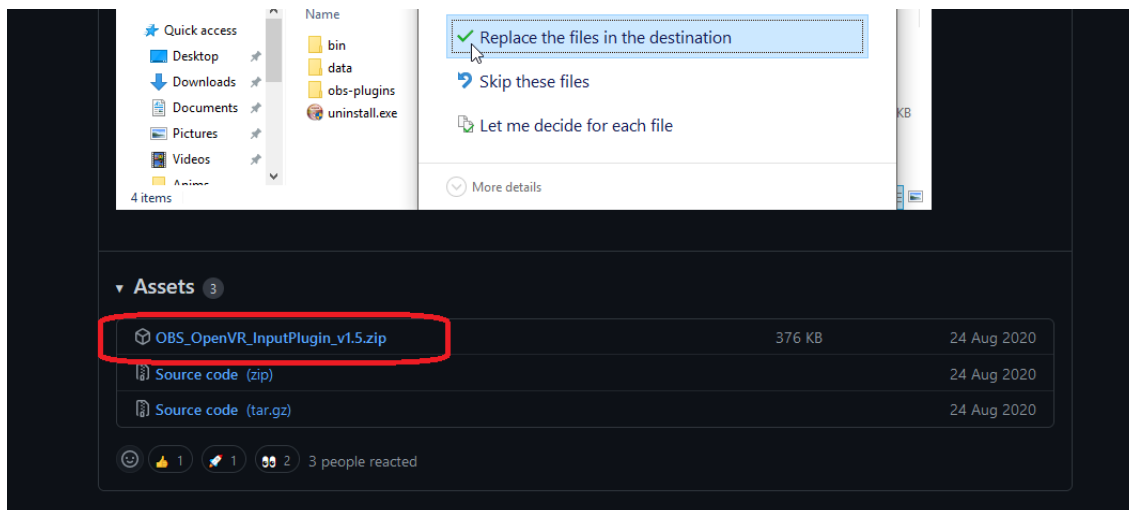 Name
Quick access
Desktop
Downloads
Documents
Pictures
Videos
4 items
bin
data
obs-plugins
uninstall.exe
Replace the files in the destination
Skip these files
Let me decide for each file
More details
KB
Assets 3
OBS_OpenVR_InputPlugin_v1.5.zip 376 KB 24 Aug 2020
Source code (zip) 24 Aug 2020
Source code (tar.gz) 24 Aug 2020
1 1 2 3 people reacted